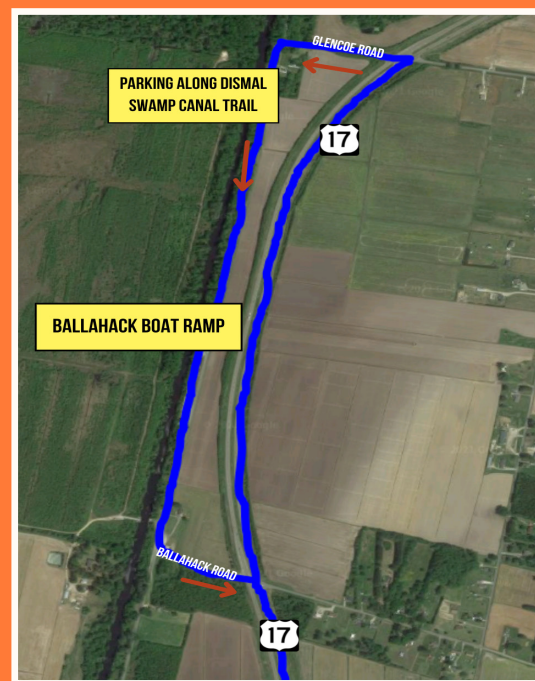 GLENCOE ROAD
PARKING ALONG DISMAL
SWAMP CANAL TRAIL
17
BALLAHACK BOAT RAMP
BALLAHACK ROAD
17